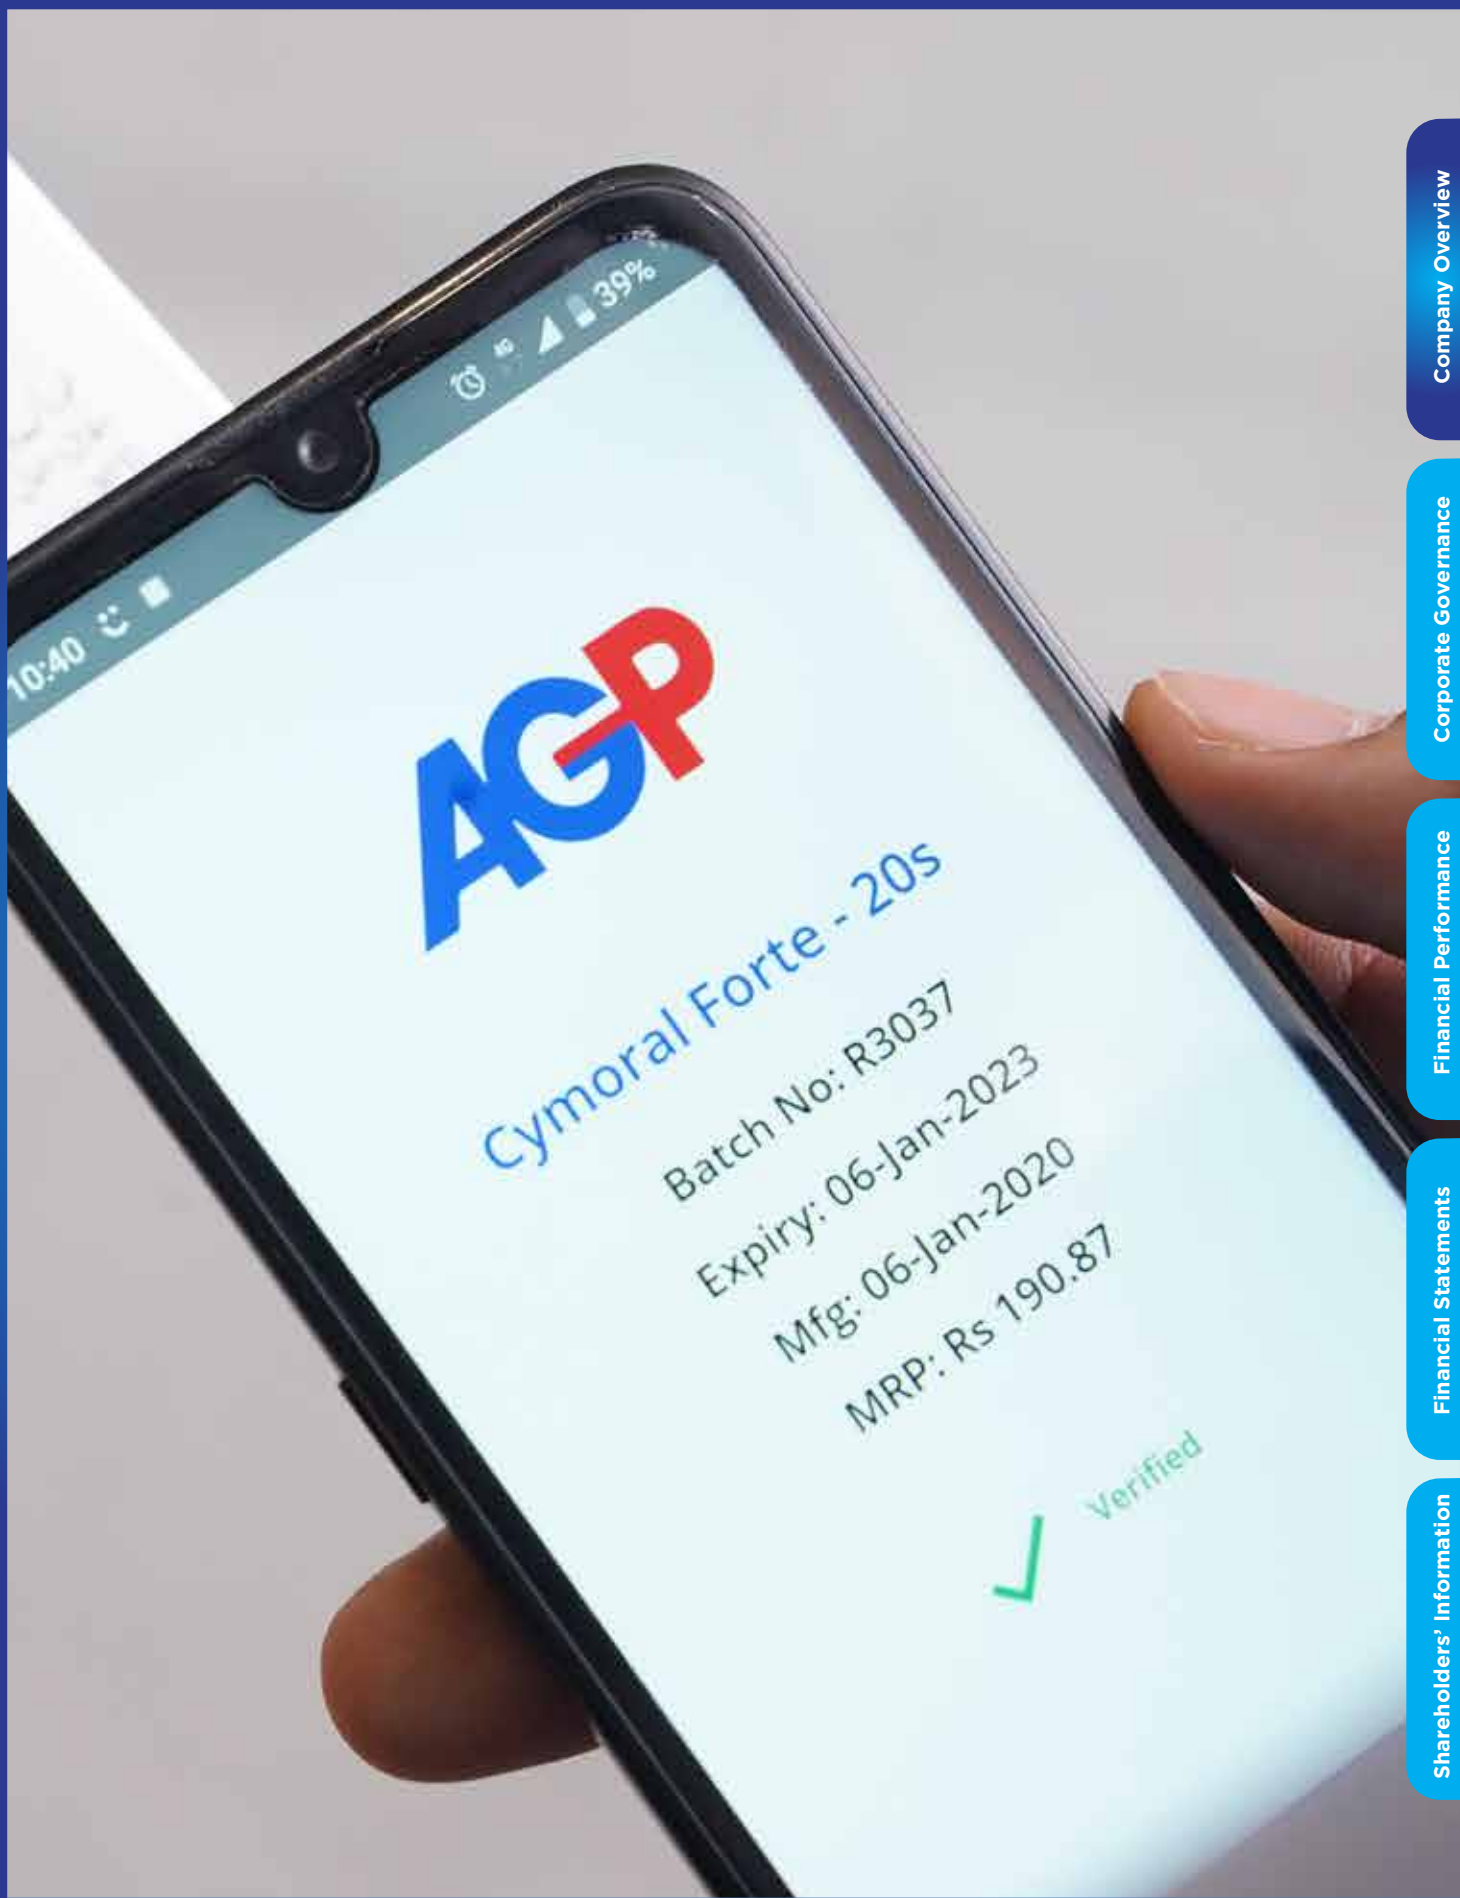 10:40
39%
AGP
Cymoral Forte - 20s
Batch No: R3037
Expiry: 06-Jan-2023
Mfg: 06-Jan-2020
MRP: Rs 190.87
Verified
Company Overview
Corporate Governance
Financial Performance
Financial Statements
Shareholders’ Information